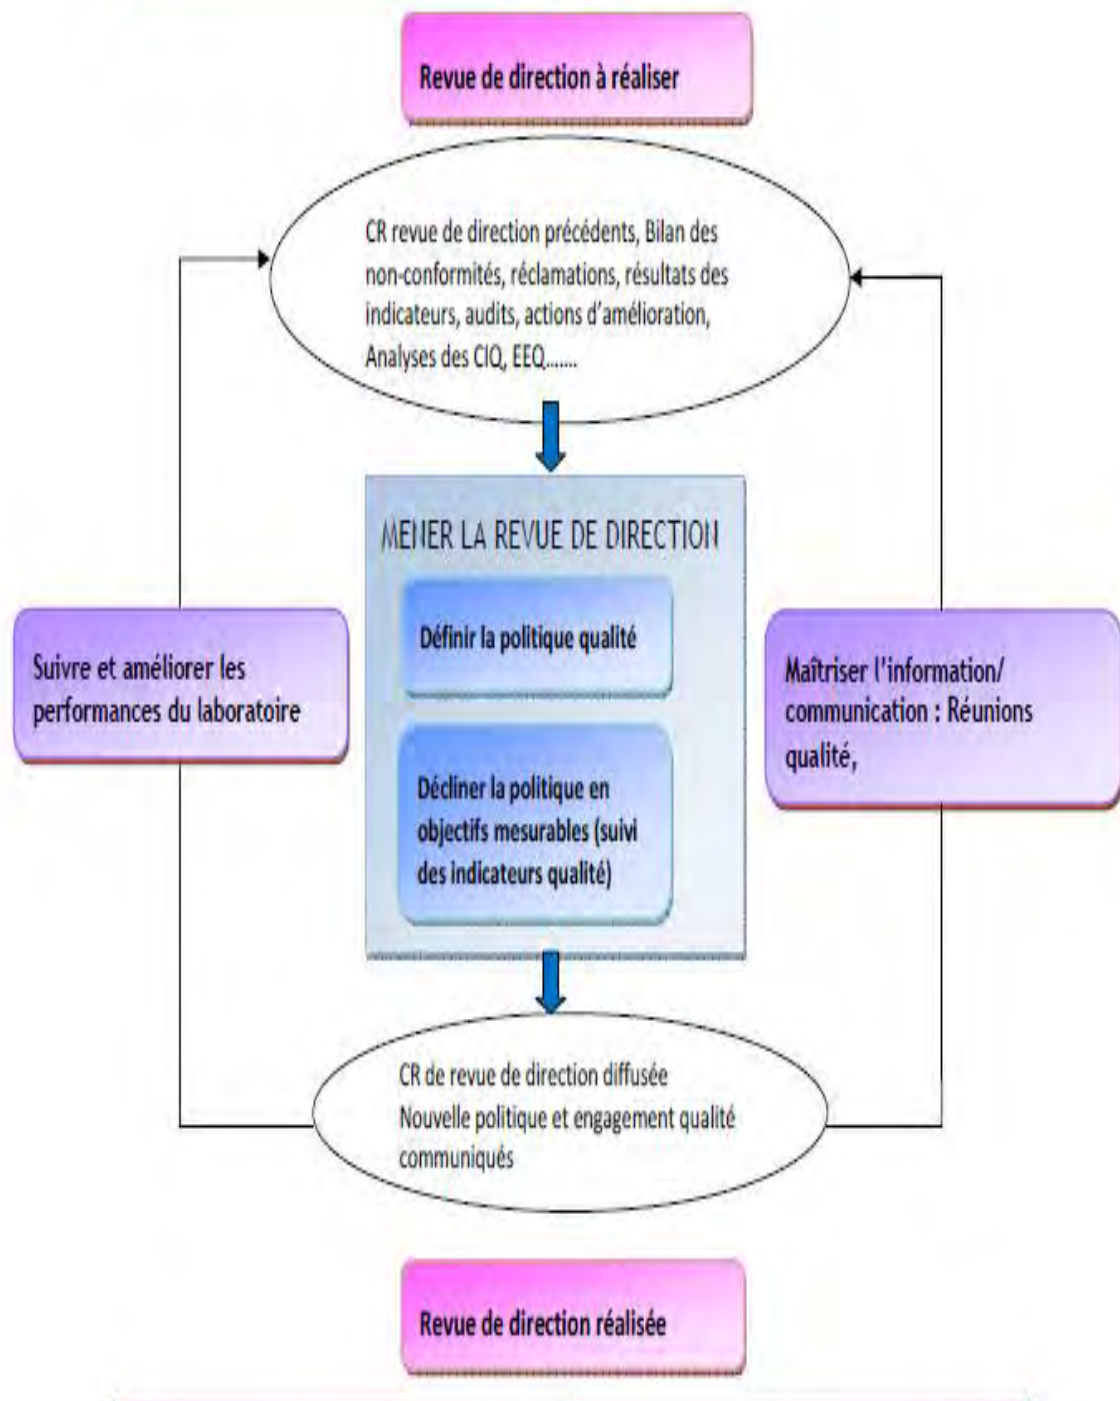 Revue de direction à réaliser
CR revue de direction précédents, Bilan des
non-conformités, réclamations, résultats des
indicateurs, audits, actions d'amélioration,
Analyses des CIQ, EEQ.......
MENER LA REVUE DE DIRECTION
Définir la politique qualité
Suivre et améliorer les
performances du laboratoire
Maîtriser l'information/
communication : Réunions
qualité,
Décliner la politique en
objectifs mesurables (suivi
des indicateurs qualité)
CR de revue de direction diffusée
Nouvelle politique et engagement qualité
communiqués
Revue de direction réalisée